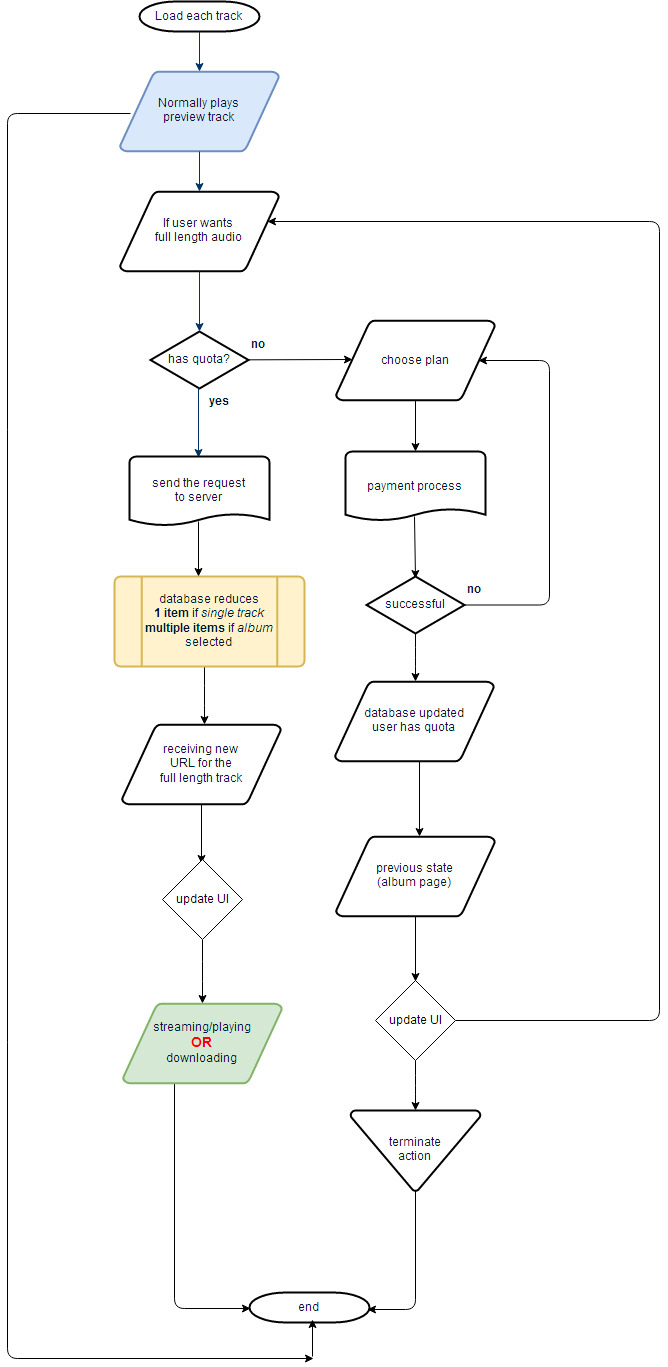 Load each track
Normally plays
preview track
If user wants
full length audio
has quota?
no
choose plan
yes
send the request
to server
payment process
database reduces
1 item if single track
multiple items if album
selected
successful
no
receiving new
URL for the
full length track
database updated
user has quota
update UI
previous state
(album page)
streaming/playing
OR
downloading
update UI
terminate
action
end